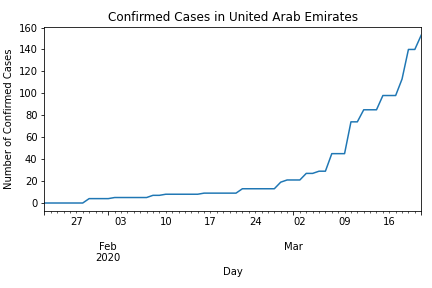 Confirmed Cases in United Arab Emirates
Number of Confirmed Cases
160
140
120
100
80
60
40
20
0
27 03 10 17 24 02 09 16
Feb Mar
2020
Day